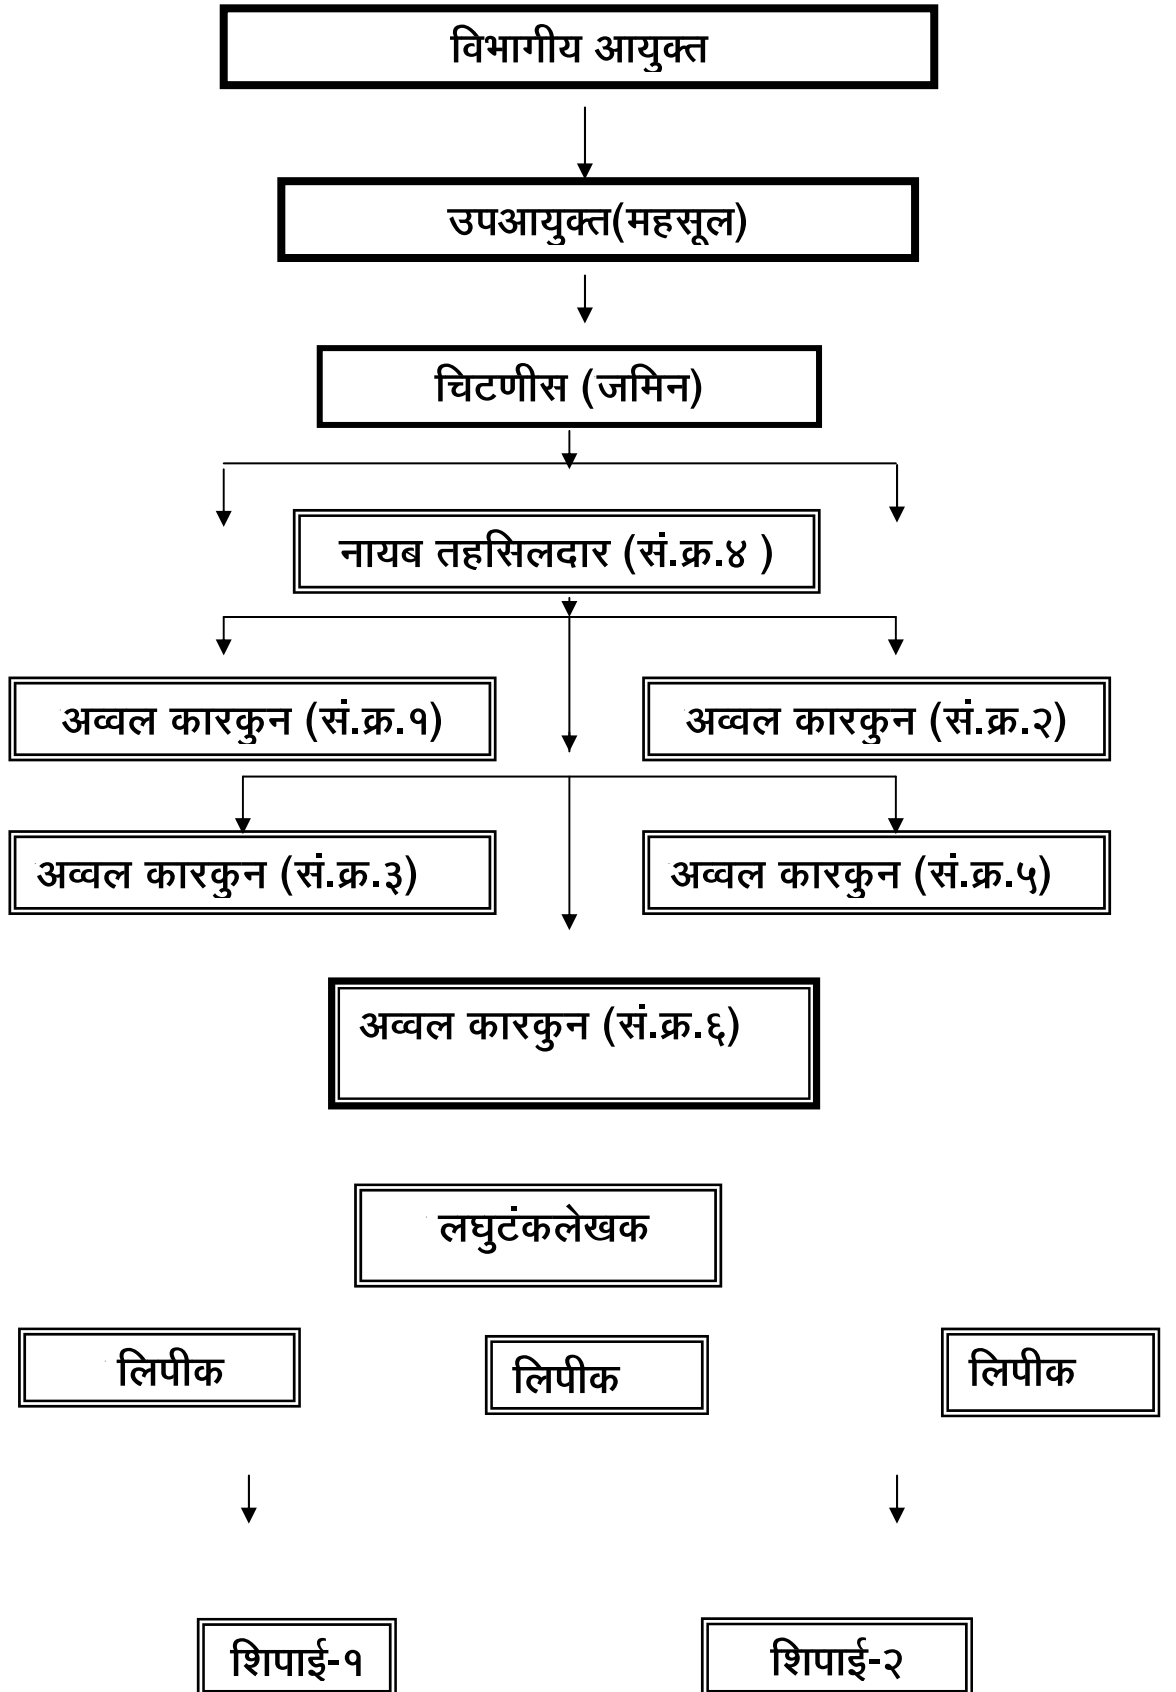 विभागीय आयुक्त
उपआयुक्त(महसूल)
चिटणीस (जमिन)
नायब तहसिलदार (सं.क्र.४ )
अव्वल कारकुन (सं.क्र.१)
अव्वल कारकुन (सं.क्र.२)
अव्वल कारकुन (सं.क्र.३)
अव्वल कारकुन (सं.क्र.५)
अव्वल कारकुन (सं.क्र.६)
लघुटंकलेखक
लिपीक
लिपीक
लिपीक
शिपाई-१
शिपाई-२